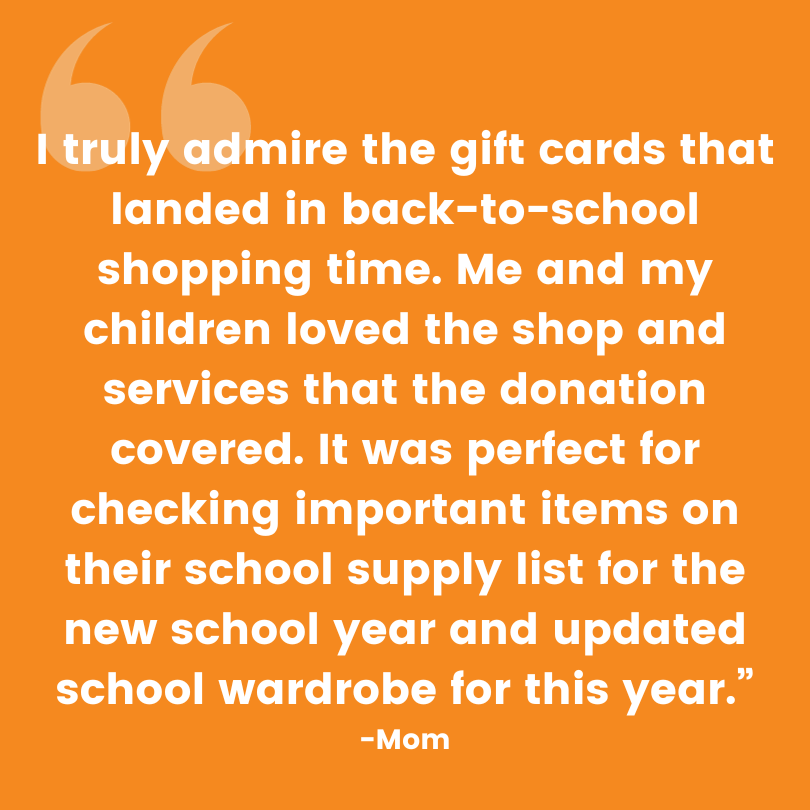 “
I truly admire the gift cards that
landed in back-to-school
shopping time. Me and my
children loved the shop and
services that the donation
covered. It was perfect for
checking important items on
their school supply list for the
new school year and updated
school wardrobe for this year.”
-Mom